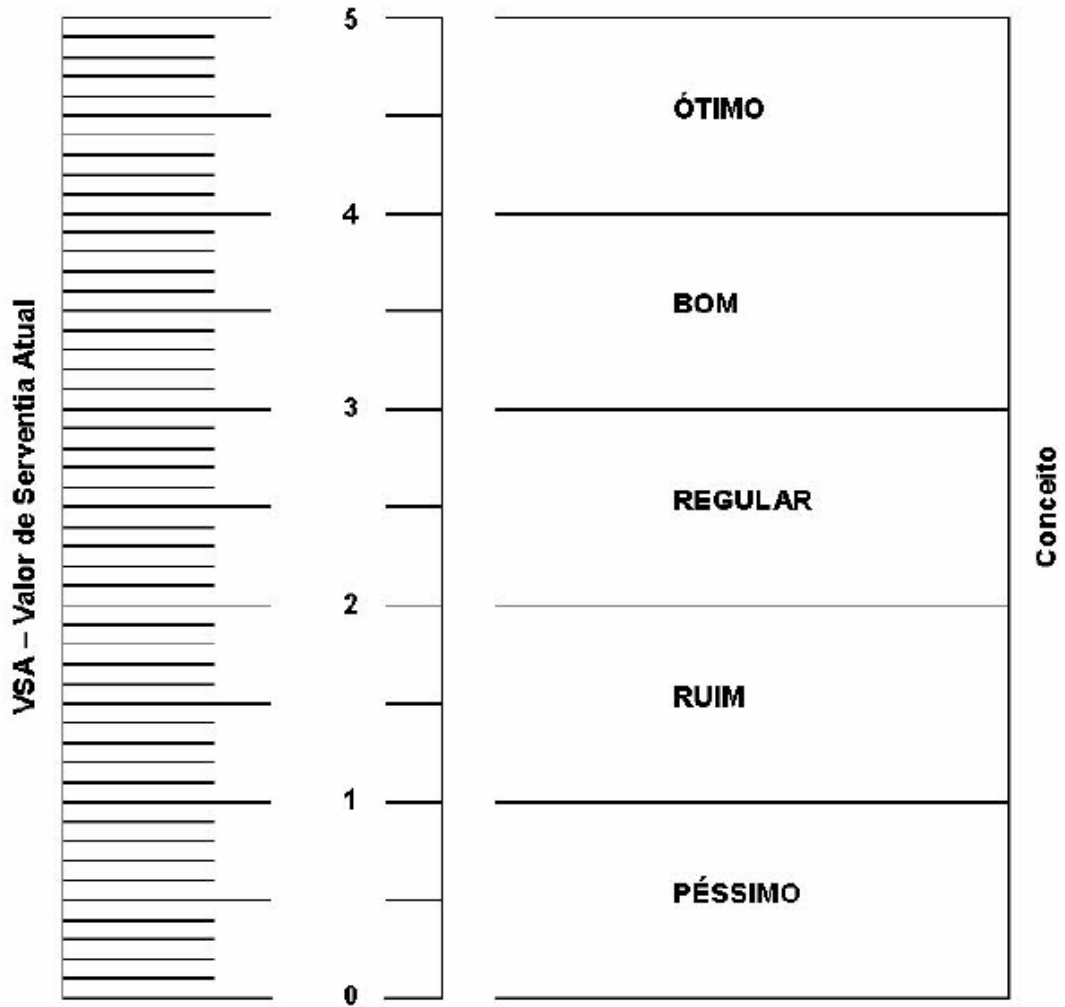 VSA – Valor de Serventia Atual
5
ÓTIMO
4
BOM
3
REGULAR
2
RUIM
1
PÉSSIMO
0
Conceito